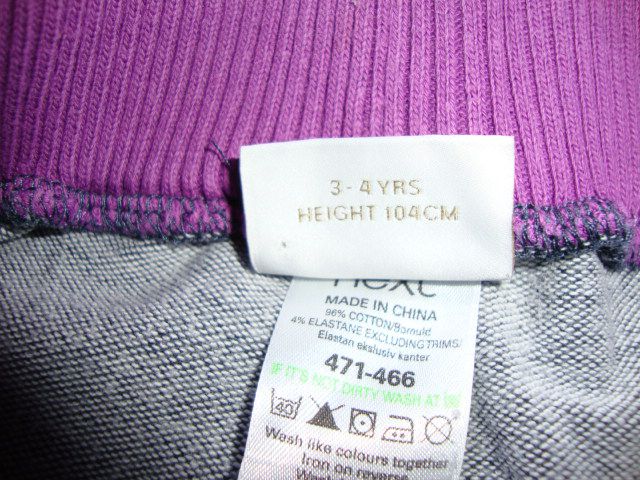 3-4 YRS
HEIGHT 104CM
next
MADE IN CHINA
96% COTTON/Bomuld
4% ELASTANE EXCLUDING TRIMS/
Elastan eksklusiv kanter
471-466
IF IT'S NOT DIRTY WASH AT 30
40
Wash like colours together
Iron on reverse